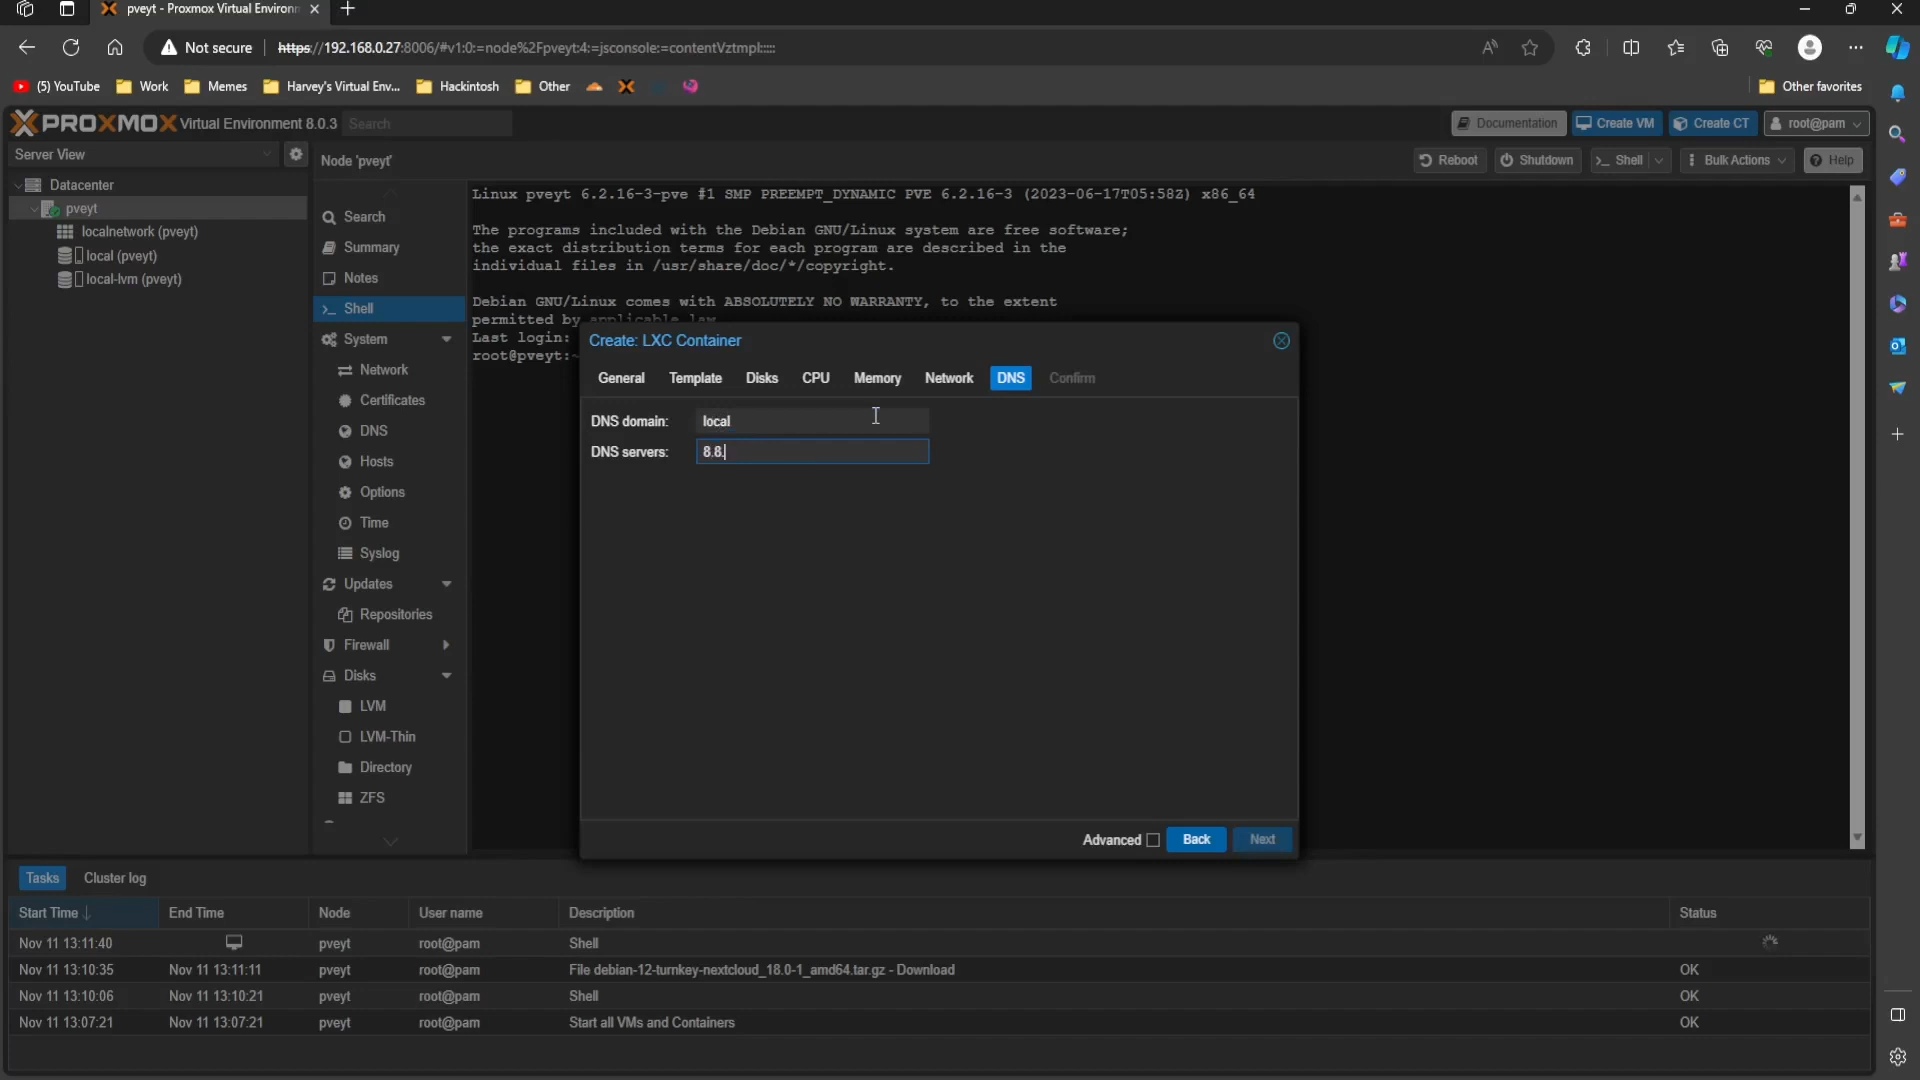 pveyt - Proxmox Virtual Environm
Not secure
https://192.168.0.27:8006/#v1:0:=node%2Fpveyt:4:=jsconsole:=contentVztmpl:::::
(5) YouTube
Work
Memes
Harvey's Virtual Env...
Hackintosh
Other
Other favorites
PROXMOX Virtual Environment 8.0.3
Search
Documentation
Create VM
Create CT
root@pam
Server View
Node 'pveyt'
Reboot
Shutdown
Shell
Bulk Actions
Help
Datacenter
pveyt
localnetwork (pveyt)
local (pveyt)
local-lvm (pveyt)
Search
Summary
Notes
Shell
System
Network
Certificates
DNS
Hosts
Options
Time
Syslog
Updates
Repositories
Firewall
Disks
LVM
LVM-Thin
Directory
ZFS
Linux pveyt 6.2.16-3-pve #1 SMP PREEMPT_DYNAMIC PVE 6.2.16-3 (2023-06-17T05:58Z) x86_64
The programs included with the Debian GNU/Linux system are free software;
the exact distribution terms for each program are described in the
individual files in /usr/share/doc/*/copyright.
Debian GNU/Linux comes with ABSOLUTELY NO WARRANTY, to the extent
permitted by applicable law.
Last login:
root@pveyt:~
Create: LXC Container
General
Template
Disks
CPU
Memory
Network
DNS
Confirm
DNS domain:
local
DNS servers:
8.8.
Advanced
Back
Next
Tasks
Cluster log
Start Time
End Time
Node
User name
Description
Status
Nov 11 13:11:40
pveyt
root@pam
Shell
Nov 11 13:10:35
Nov 11 13:11:11
pveyt
root@pam
File debian-12-turnkey-nextcloud_18.0-1_amd64.tar.gz - Download
OK
Nov 11 13:10:06
Nov 11 13:10:21
pveyt
root@pam
Shell
OK
Nov 11 13:07:21
Nov 11 13:07:21
pveyt
root@pam
Start all VMs and Containers
OK